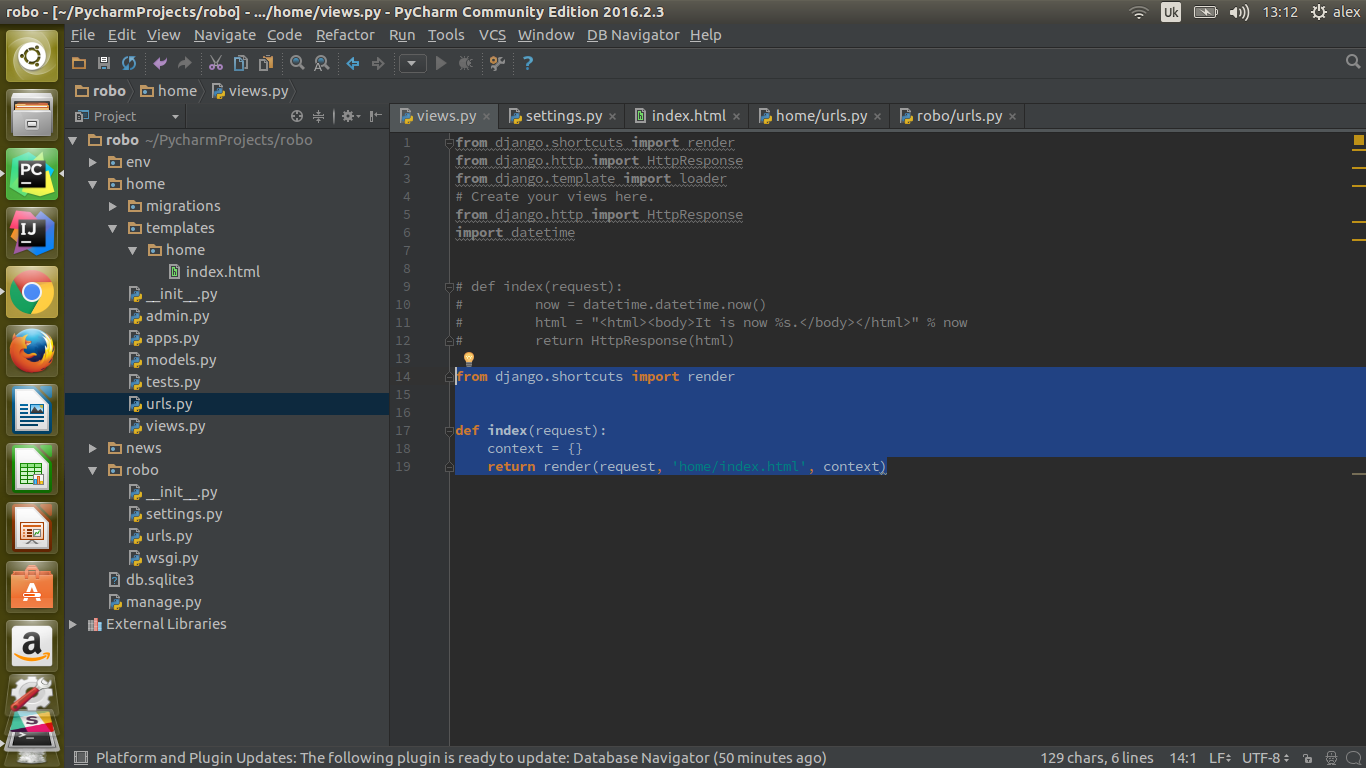 robo - [~/PycharmProjects/robo] - .../home/views.py - PyCharm Community Edition 2016.2.3
Uk
13:12
alex
File Edit View Navigate Code Refactor Run Tools VCS Window DB Navigator Help
robo home views.py
Project
views.py settings.py index.html home/urls.py robo/urls.py
robo ~/PycharmProjects/robo
env
home
migrations
templates
home
index.html
__init__.py
admin.py
apps.py
models.py
tests.py
urls.py
views.py
news
robo
__init__.py
settings.py
urls.py
wsgi.py
db.sqlite3
manage.py
External Libraries
PC
IJ
1 from django.shortcuts import render
2 from django.http import HttpResponse
3 from django.template import loader
4 # Create your views here.
5 from django.http import HttpResponse
6 import datetime
7
8
9 # def index(request):
10 #         now = datetime.datetime.now()
11 #         html = "<html><body>It is now %s.</body></html>" % now
12 #         return HttpResponse(html)
13
14 from django.shortcuts import render
15
16
17 def index(request):
18     context = {}
19     return render(request, 'home/index.html', context)
Platform and Plugin Updates: The following plugin is ready to update: Database Navigator (50 minutes ago)
129 chars, 6 lines 14:1 LF UTF-8